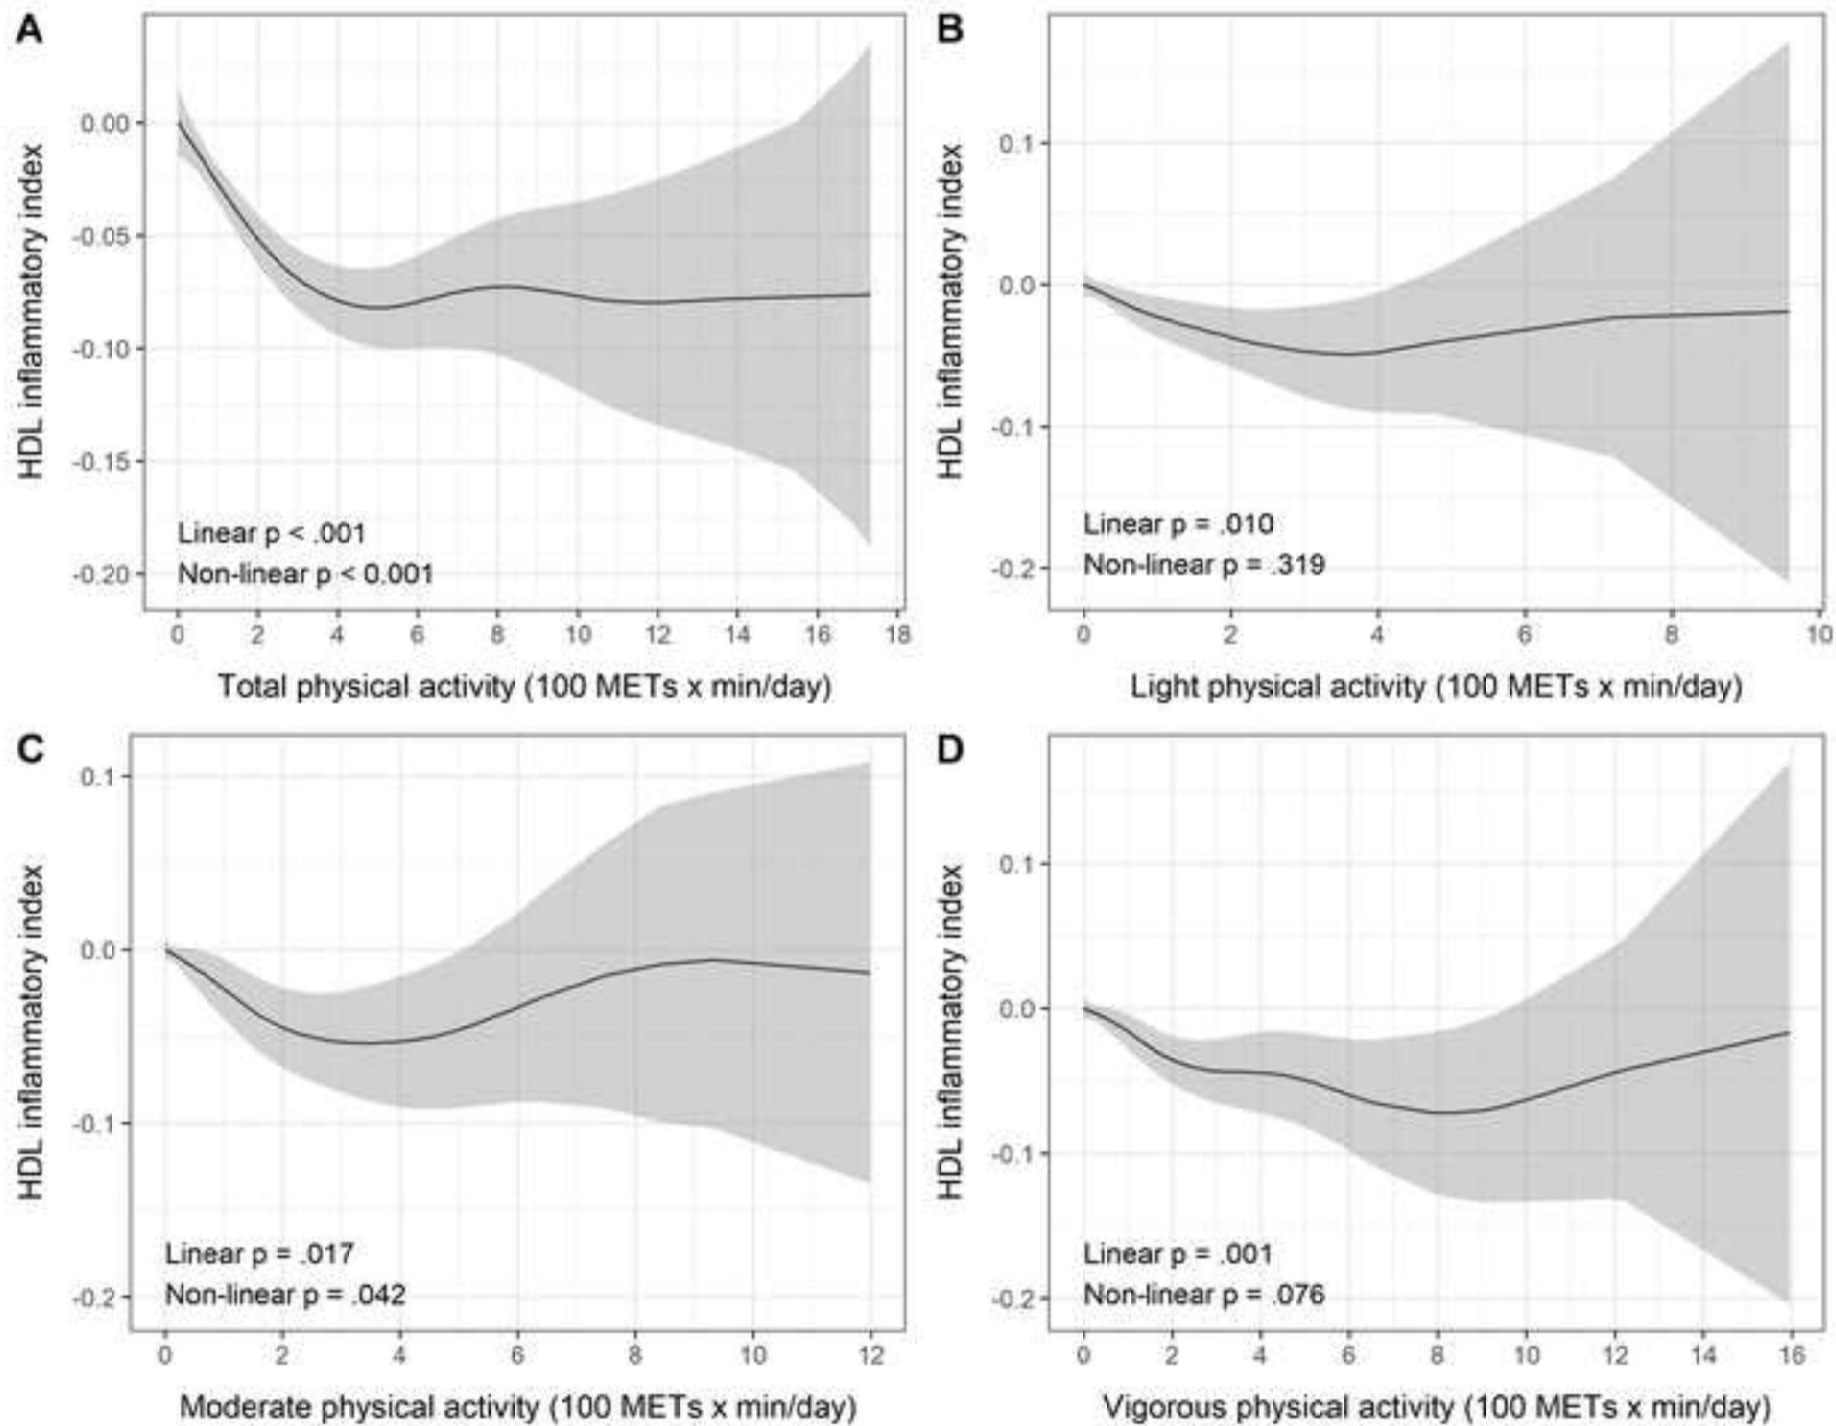 A
HDL inflammatory index
0.00
-0.05
-0.10
-0.15
-0.20
Linear p < .001
Non-linear p < 0.001
0 2 4 6 8 10 12 14 16 18
Total physical activity (100 METs x min/day)
B
HDL inflammatory index
0.1
0.0
-0.1
-0.2
Linear p = .010
Non-linear p = .319
0 2 4 6 8 10
Light physical activity (100 METs x min/day)
C
HDL inflammatory index
0.1
0.0
-0.1
-0.2
Linear p = .017
Non-linear p = .042
0 2 4 6 8 10 12
Moderate physical activity (100 METs x min/day)
D
HDL inflammatory index
0.1
0.0
-0.1
-0.2
Linear p = .001
Non-linear p = .076
0 2 4 6 8 10 12 14 16
Vigorous physical activity (100 METs x min/day)